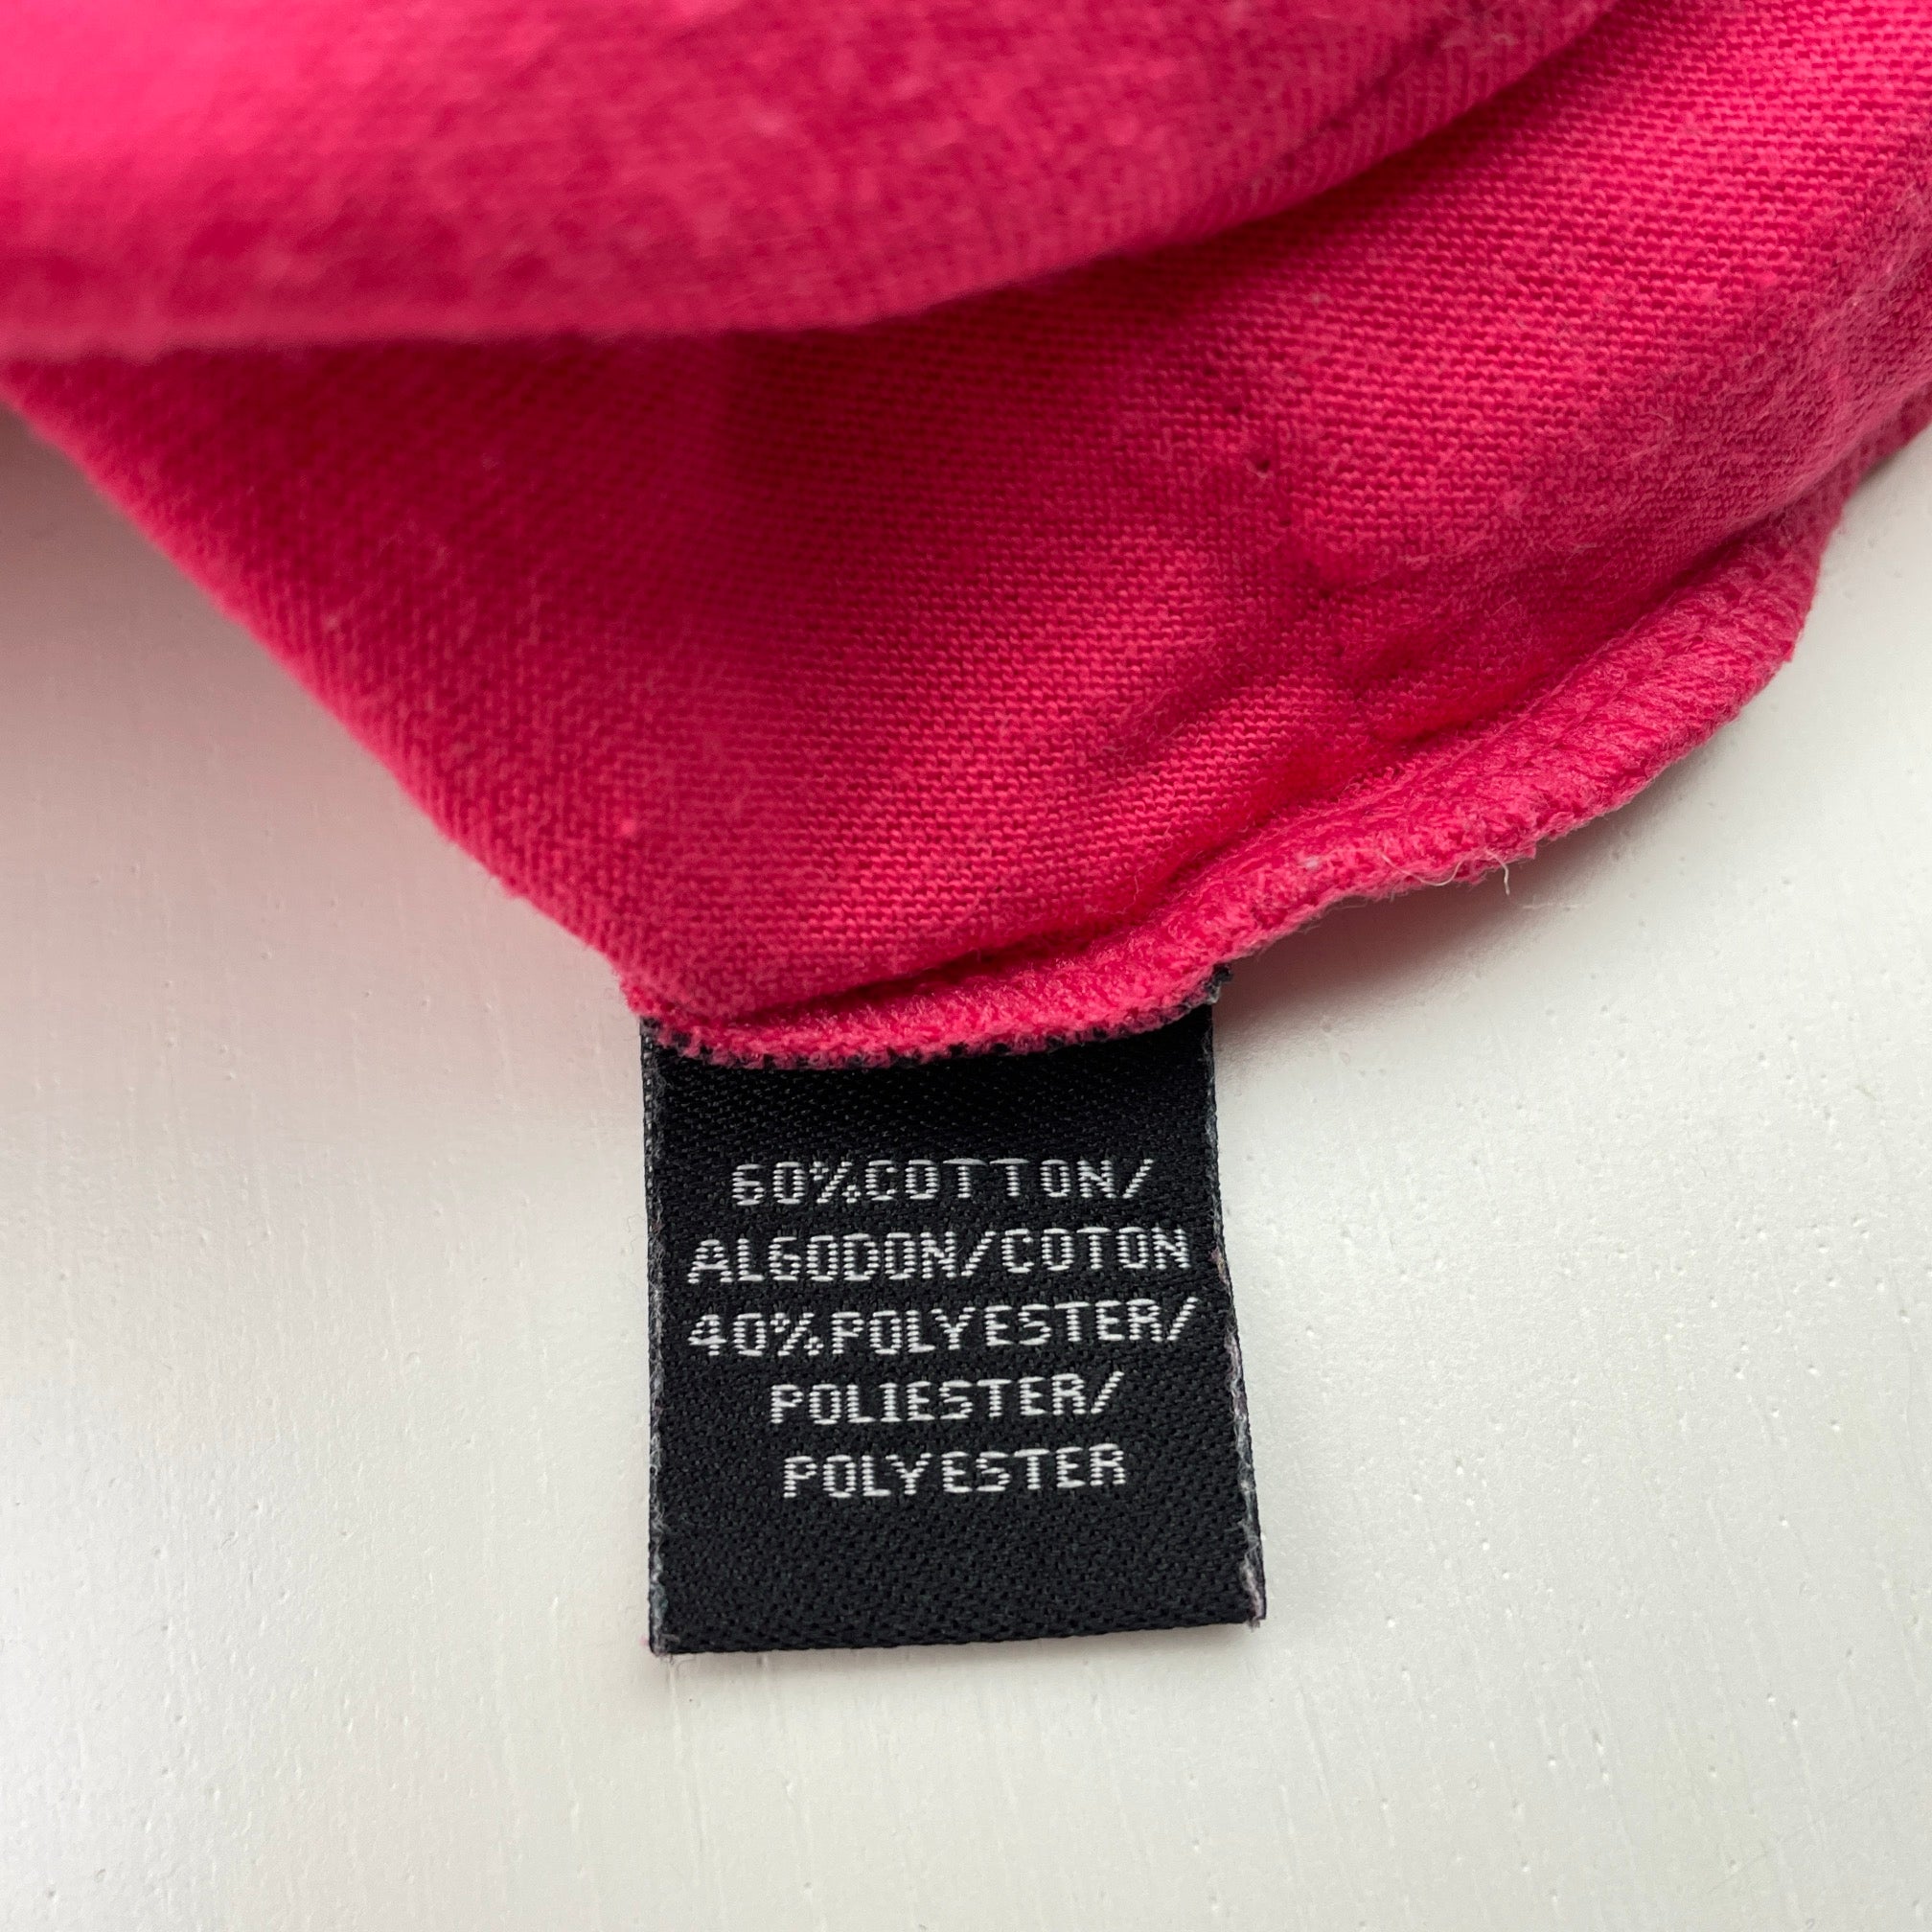 60%COTTON/
ALGODON/COTON
40%POLYESTER/
POLIESTER/
POLYESTER